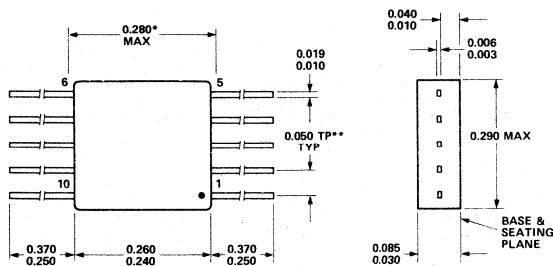 0.280*
MAX
0.040
0.010
0.019
0.010
0.006
0.003
6
5
0.050 TP**
TYP
0.290 MAX
10
1
BASE &
SEATING
PLANE
0.370
0.250
0.260
0.240
0.370
0.250
0.085
0.030